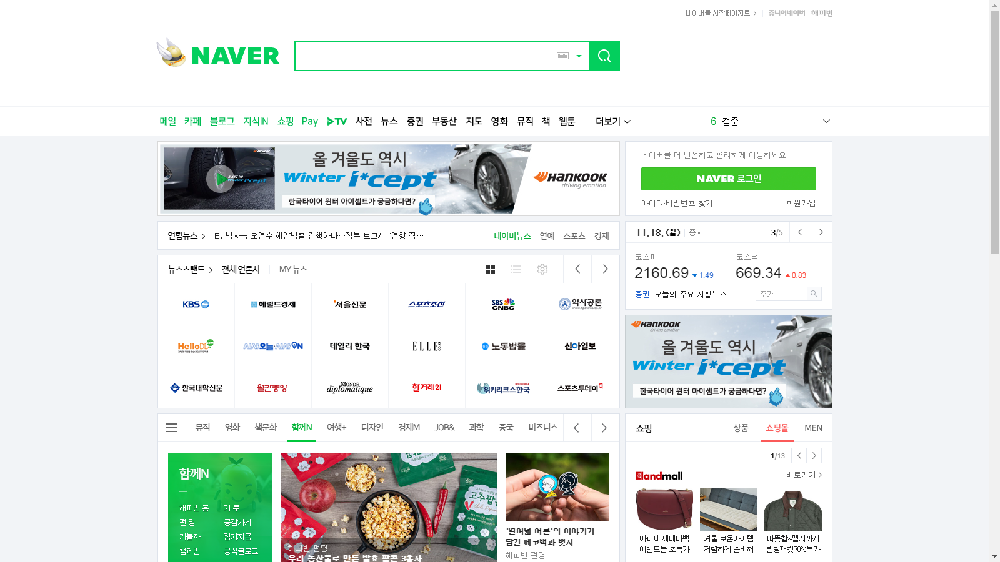 네이버를 시작페이지로
쥬니어네이버 해피빈
NAVER
메일 카페 블로그 지식iN 쇼핑 Pay TV 사전 뉴스 증권 부동산 지도 영화 뮤직 책 웹툰 더보기
6 정준
올 겨울도 역시
Winter i*cept
한국타이어 윈터 아이셉트가 궁금하다면?
HANKOOK
driving emotion
네이버를 더 안전하고 편리하게 이용하세요.
NAVER 로그인
아이디·비밀번호 찾기 회원가입
연합뉴스 日, 방사능 오염수 해양방출 강행하나…정부 보고서 "영향 작…
네이버뉴스 연예 스포츠 경제
11.18.(월) 증시 3/5
코스피 코스닥
2160.69 1.49 669.34 0.83
증권 오늘의 주요 시황뉴스 주가
뉴스스탠드 전체 언론사 MY 뉴스
KBS 헤럴드경제 서울신문 스포츠조선 SBS CNBC 약사공론
www.kpanews.co.kr
HelloDD 시사오늘·시사ON 데일리 한국 ELLE 노동법률 신아일보
한국대학신문 월간중앙 LE MONDE diplomatique 한겨레21 위키리크스한국 스포츠투데이
HANKOOK
driving emotion
올 겨울도 역시
Winter i*cept
한국타이어 윈터 아이셉트가 궁금하다면?
뮤직 영화 책문화 함께N 여행+ 디자인 경제M JOB& 과학 중국 비즈니스
함께N
해피빈 홈 기 부
펀 딩 공감가게
가볼까 정기저금
캠페인 공식블로그
고추팝콘
해피빈 펀딩
우리 농산물로 만든 발효 팝콘 3총사
'열여덟 어른'의 이야기가
담긴 에코백과 뱃지
해피빈 펀딩
쇼핑 상품 쇼핑몰 MEN
1/13
Elandmall 바로가기
아페쎄 제네바백
이랜드몰 초특가
겨울 보온아이템
저렴하게 준비해
따뜻함&맵시까지
퀼팅재킷70%특가